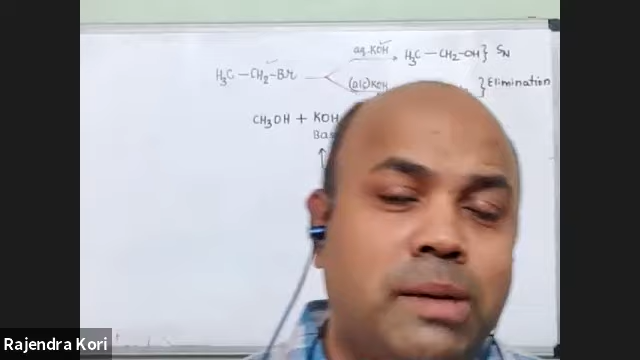 aq. KOH H₃C — CH₂ — OH } SN
H₃C — CH₂ — Br
(alc) KOH } Elimination
CH₃OH + KOH
Bas
Rajendra Kori